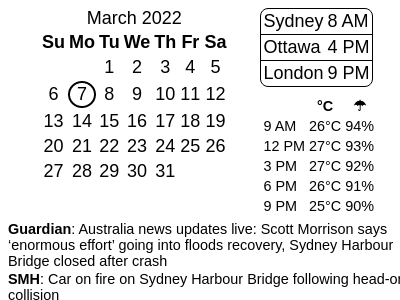 March 2022
Su Mo Tu We Th Fr Sa
1 2 3 4 5
6 7 8 9 10 11 12
13 14 15 16 17 18 19
20 21 22 23 24 25 26
27 28 29 30 31
Sydney 8 AM
Ottawa 4 PM
London 9 PM
°C ☂
9 AM 26°C 94%
12 PM 27°C 93%
3 PM 27°C 92%
6 PM 26°C 91%
9 PM 25°C 90%
Guardian: Australia news updates live: Scott Morrison says
‘enormous effort’ going into floods recovery, Sydney Harbour
Bridge closed after crash
SMH: Car on fire on Sydney Harbour Bridge following head-on
collision